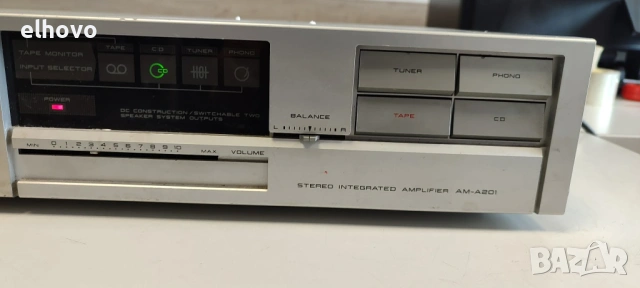 elhovo
TAPE CD TUNER PHONO
TAPE MONITOR
INPUT SELECTOR
CD
POWER
DC CONSTRUCTION/SWITCHABLE TWO
SPEAKER SYSTEM OUTPUTS
BALANCE
L R
TUNER PHONO
TAPE CD
MIN 0 1 2 3 4 5 6 7 8 9 10 MAX VOLUME
STEREO INTEGRATED AMPLIFIER AM-A201
BAZAR